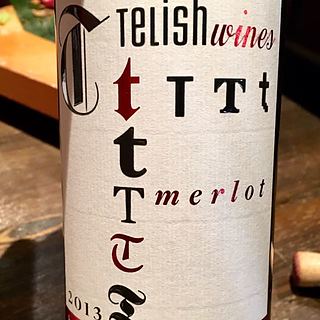 T TELiSH wines
t T T t
t
T merlot
T
2013 T